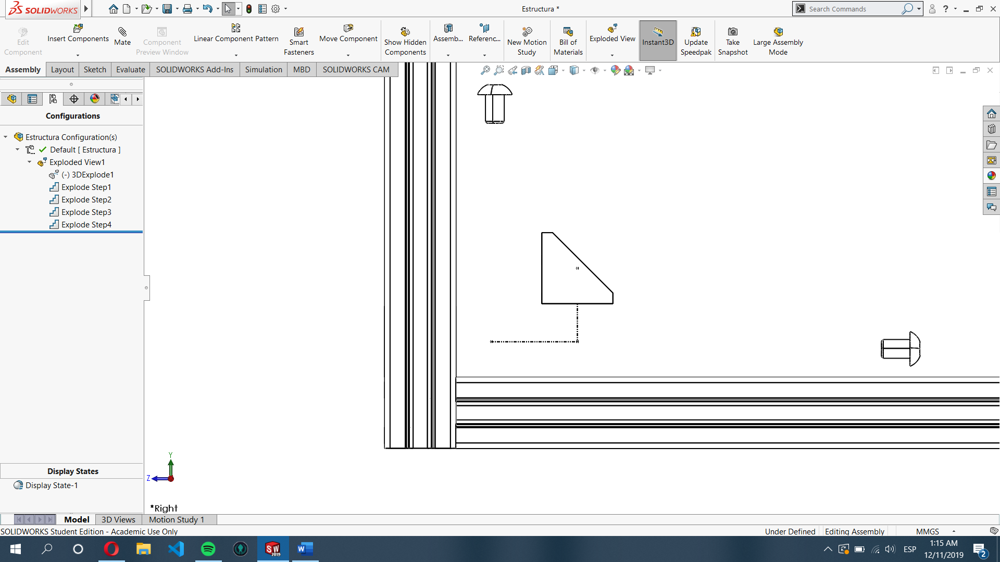 SOLIDWORKS
Estructura *
Search Commands
Edit Component
Insert Components
Mate
Component Preview Window
Linear Component Pattern
Smart Fasteners
Move Component
Show Hidden Components
Assemb...
Referenc...
New Motion Study
Bill of Materials
Exploded View
Instant3D
Update Speedpak
Take Snapshot
Large Assembly Mode
Assembly
Layout
Sketch
Evaluate
SOLIDWORKS Add-Ins
Simulation
MBD
SOLIDWORKS CAM
Configurations
Estructura Configuration(s)
Default [ Estructura ]
Exploded View1
(-) 3DExplode1
Explode Step1
Explode Step2
Explode Step3
Explode Step4
Display States
Display State-1
Y
Z
*Right
Model
3D Views
Motion Study 1
SOLIDWORKS Student Edition - Academic Use Only
Under Defined
Editing Assembly
MMGS
SW
2019
W
ESP
1:15 AM
12/11/2019
2